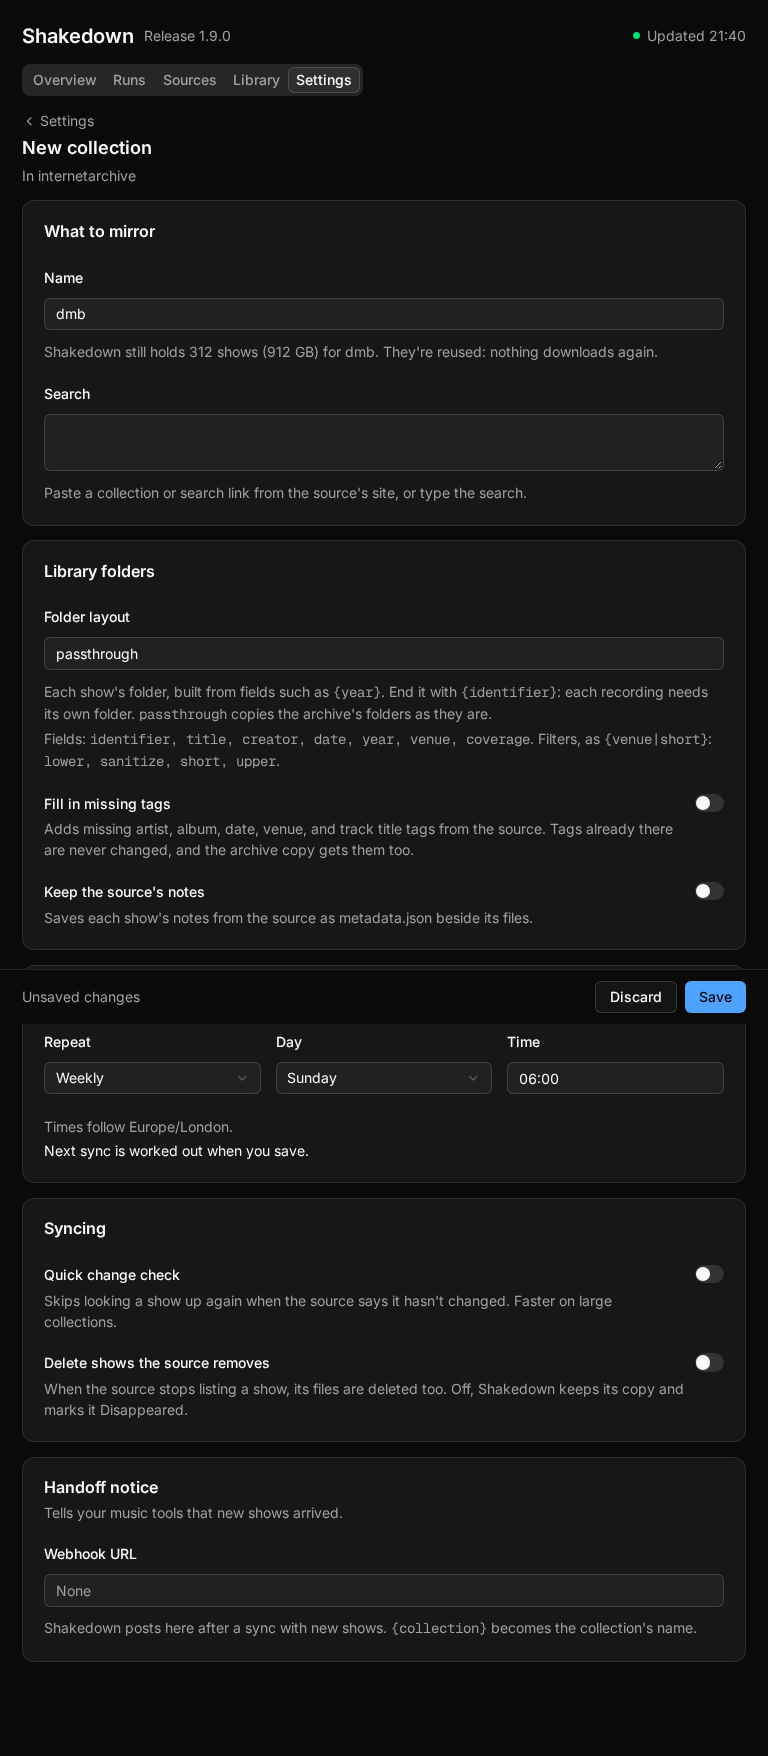 Shakedown Release 1.9.0
Updated 21:40
Overview Runs Sources Library Settings
Settings
New collection
In internetarchive
What to mirror
Name
dmb
Shakedown still holds 312 shows (912 GB) for dmb. They're reused: nothing downloads again.
Search
Paste a collection or search link from the source's site, or type the search.
Library folders
Folder layout
passthrough
Each show's folder, built from fields such as {year}. End it with {identifier}: each recording needs
its own folder. passthrough copies the archive's folders as they are.
Fields: identifier, title, creator, date, year, venue, coverage. Filters, as {venue|short}:
lower, sanitize, short, upper.
Fill in missing tags
Adds missing artist, album, date, venue, and track title tags from the source. Tags already there
are never changed, and the archive copy gets them too.
Keep the source's notes
Saves each show's notes from the source as metadata.json beside its files.
Unsaved changes
Discard Save
Repeat Day Time
Weekly Sunday 06:00
Times follow Europe/London.
Next sync is worked out when you save.
Syncing
Quick change check
Skips looking a show up again when the source says it hasn't changed. Faster on large
collections.
Delete shows the source removes
When the source stops listing a show, its files are deleted too. Off, Shakedown keeps its copy and
marks it Disappeared.
Handoff notice
Tells your music tools that new shows arrived.
Webhook URL
None
Shakedown posts here after a sync with new shows. {collection} becomes the collection's name.